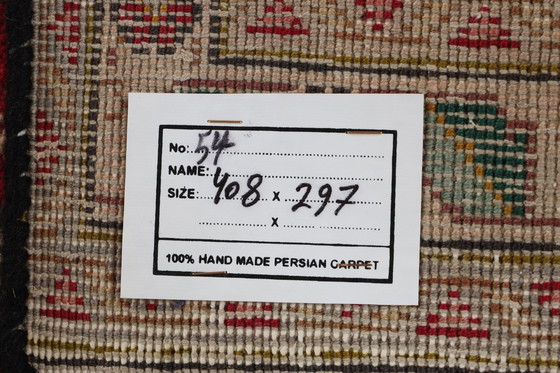 No: 54
NAME:
SIZE: 408 x 297
x
100% HAND MADE PERSIAN CARPET